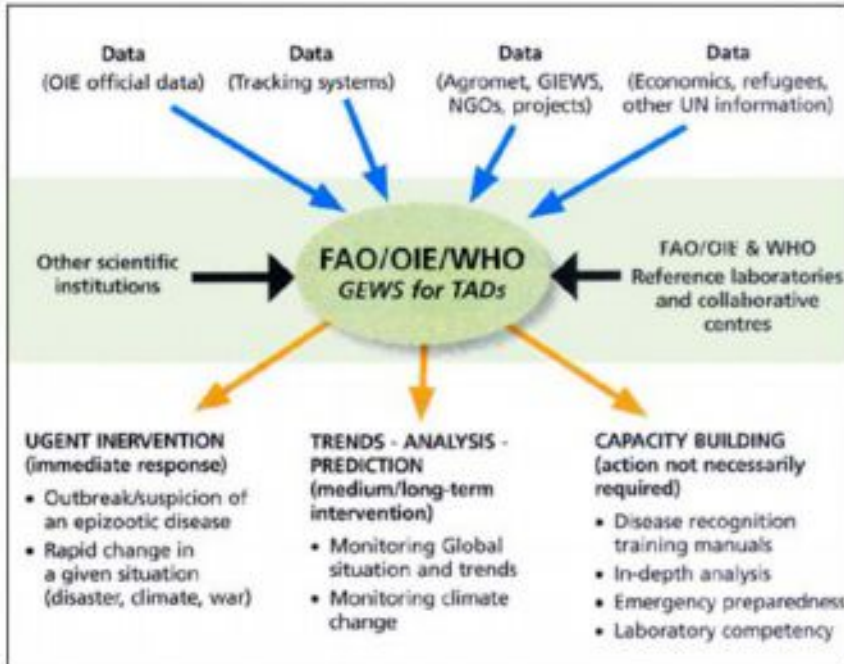 Data
(OIE official data)
Data
(Tracking systems)
Data
(Agromet, GIEWS,
NGOs, projects)
Data
(Economics, refugees,
other UN information)
Other scientific
institutions
FAO/OIE/WHO
GEWS for TADs
FAO/OIE & WHO
Reference laboratories
and collaborative
centres
UGENT INERVENTION
(immediate response)
• Outbreak/suspicion of
an epizootic disease
• Rapid change in
a given situation
(disaster, climate, war)
TRENDS - ANALYSIS -
PREDICTION
(medium/long-term
intervention)
• Monitoring Global
situation and trends
• Monitoring climate
change
CAPACITY BUILDING
(action not necessarily
required)
• Disease recognition
training manuals
• In-depth analysis
• Emergency preparedness
• Laboratory competency